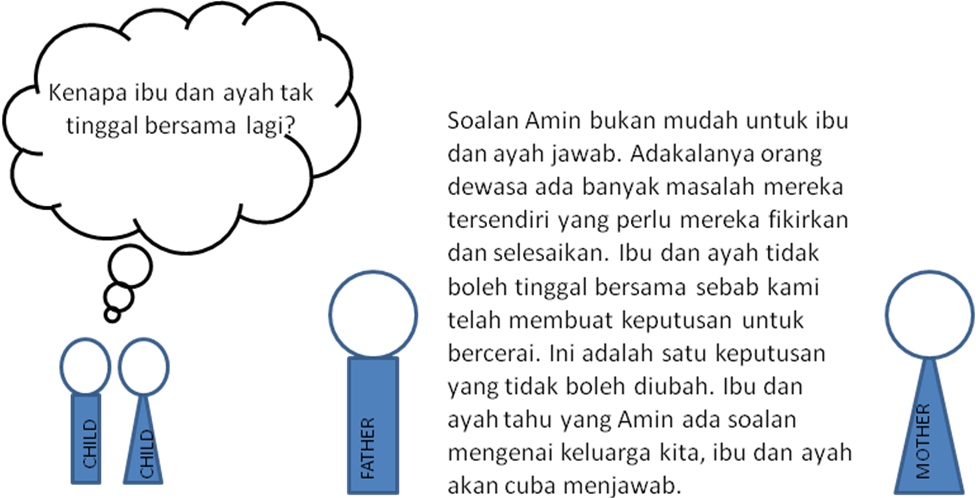 Kenapa ibu dan ayah tak
tinggal bersama lagi?
Soalan Amin bukan mudah untuk ibu
dan ayah jawab. Adakalanya orang
dewasa ada banyak masalah mereka
tersendiri yang perlu mereka fikirkan
dan selesaikan. Ibu dan ayah tidak
boleh tinggal bersama sebab kami
telah membuat keputusan untuk
bercerai. Ini adalah satu keputusan
yang tidak boleh diubah. Ibu dan
ayah tahu yang Amin ada soalan
mengenai keluarga kita, ibu dan ayah
akan cuba menjawab.
CHILD
CHILD
FATHER
MOTHER